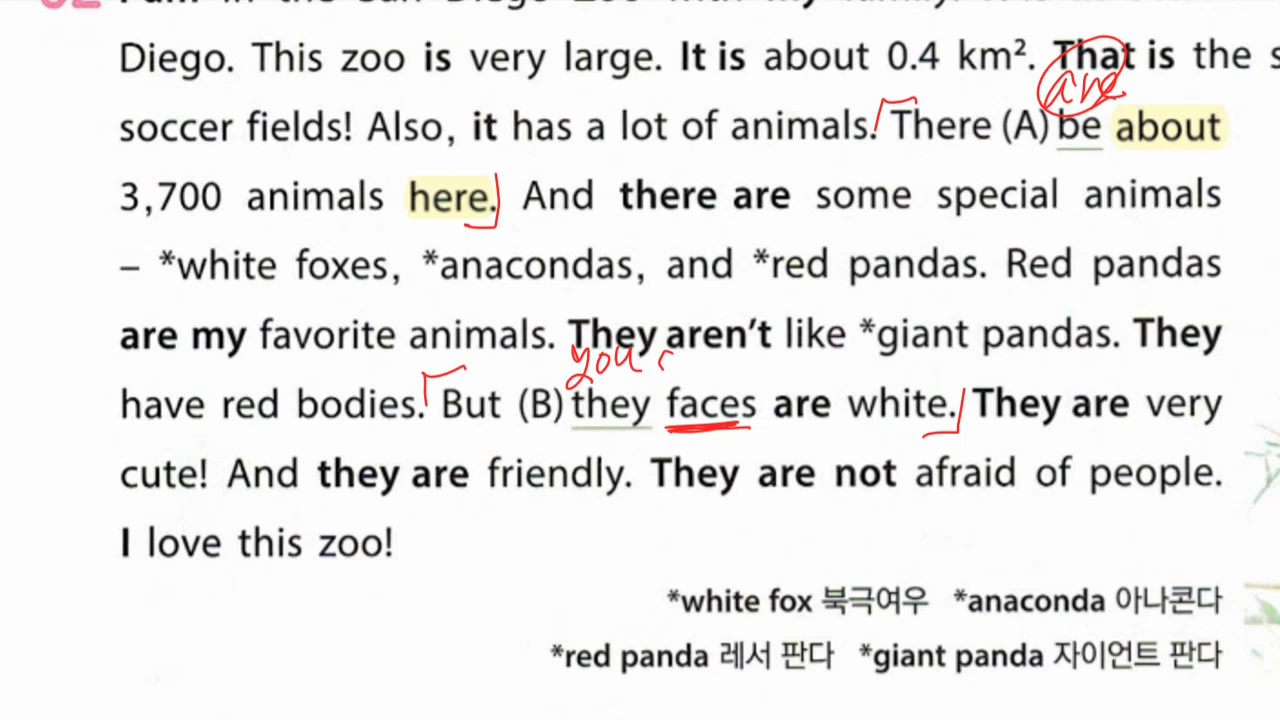 Diego. This zoo is very large. It is about 0.4 km². That is the s
are
soccer fields! Also, it has a lot of animals. There (A) be about
3,700 animals here. And there are some special animals
– *white foxes, *anacondas, and *red pandas. Red pandas
are my favorite animals. They aren't like *giant pandas. They
you
have red bodies. But (B) they faces are white. They are very
cute! And they are friendly. They are not afraid of people.
I love this zoo!
*white fox 북극여우 *anaconda 아나콘다
*red panda 레서 판다 *giant panda 자이언트 판다